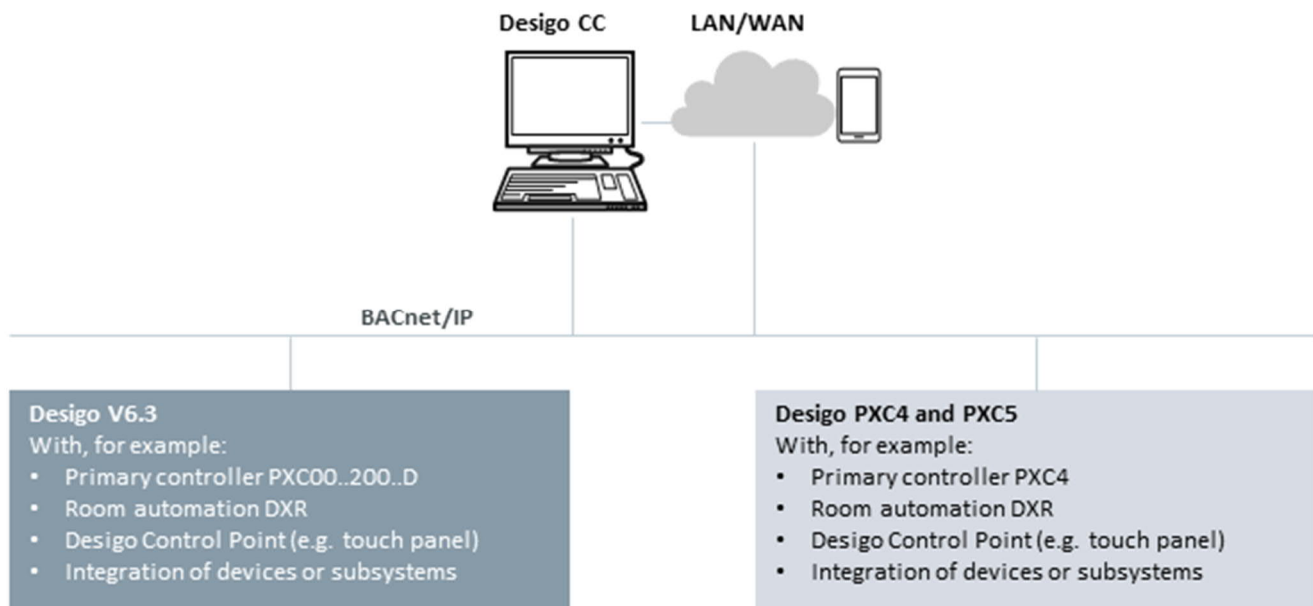 Desigo CC
LAN/WAN
BACnet/IP
Desigo V6.3
With, for example:
• Primary controller PXC00..200..D
• Room automation DXR
• Desigo Control Point (e.g. touch panel)
• Integration of devices or subsystems
Desigo PXC4 and PXC5
With, for example:
• Primary controller PXC4
• Room automation DXR
• Desigo Control Point (e.g. touch panel)
• Integration of devices or subsystems